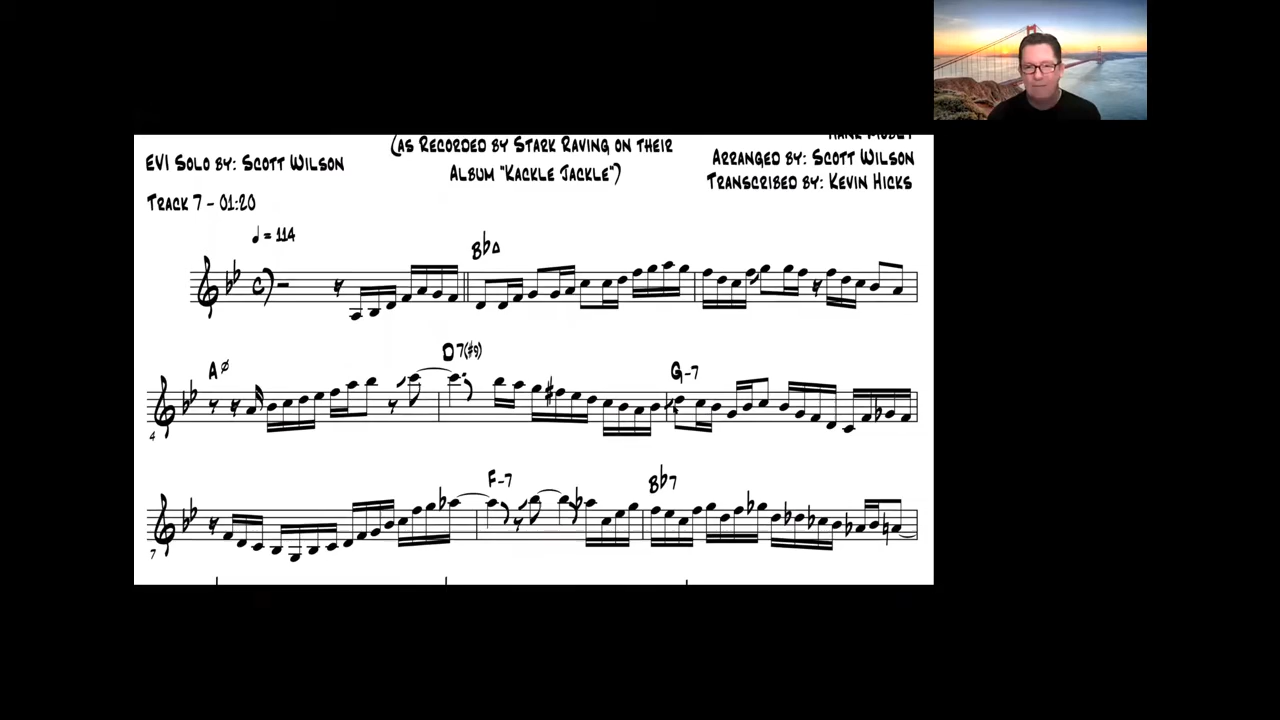 (as Recorded by Stark Raving on their
Album "Kackle Jackle")
EVI Solo by: Scott Wilson
Arranged by: Scott Wilson
Transcribed by: Kevin Hicks
Track 7 - 01:20
♩ = 114
B♭△
Aø
D7(#9)
G-7
4
F-7
B♭7
7